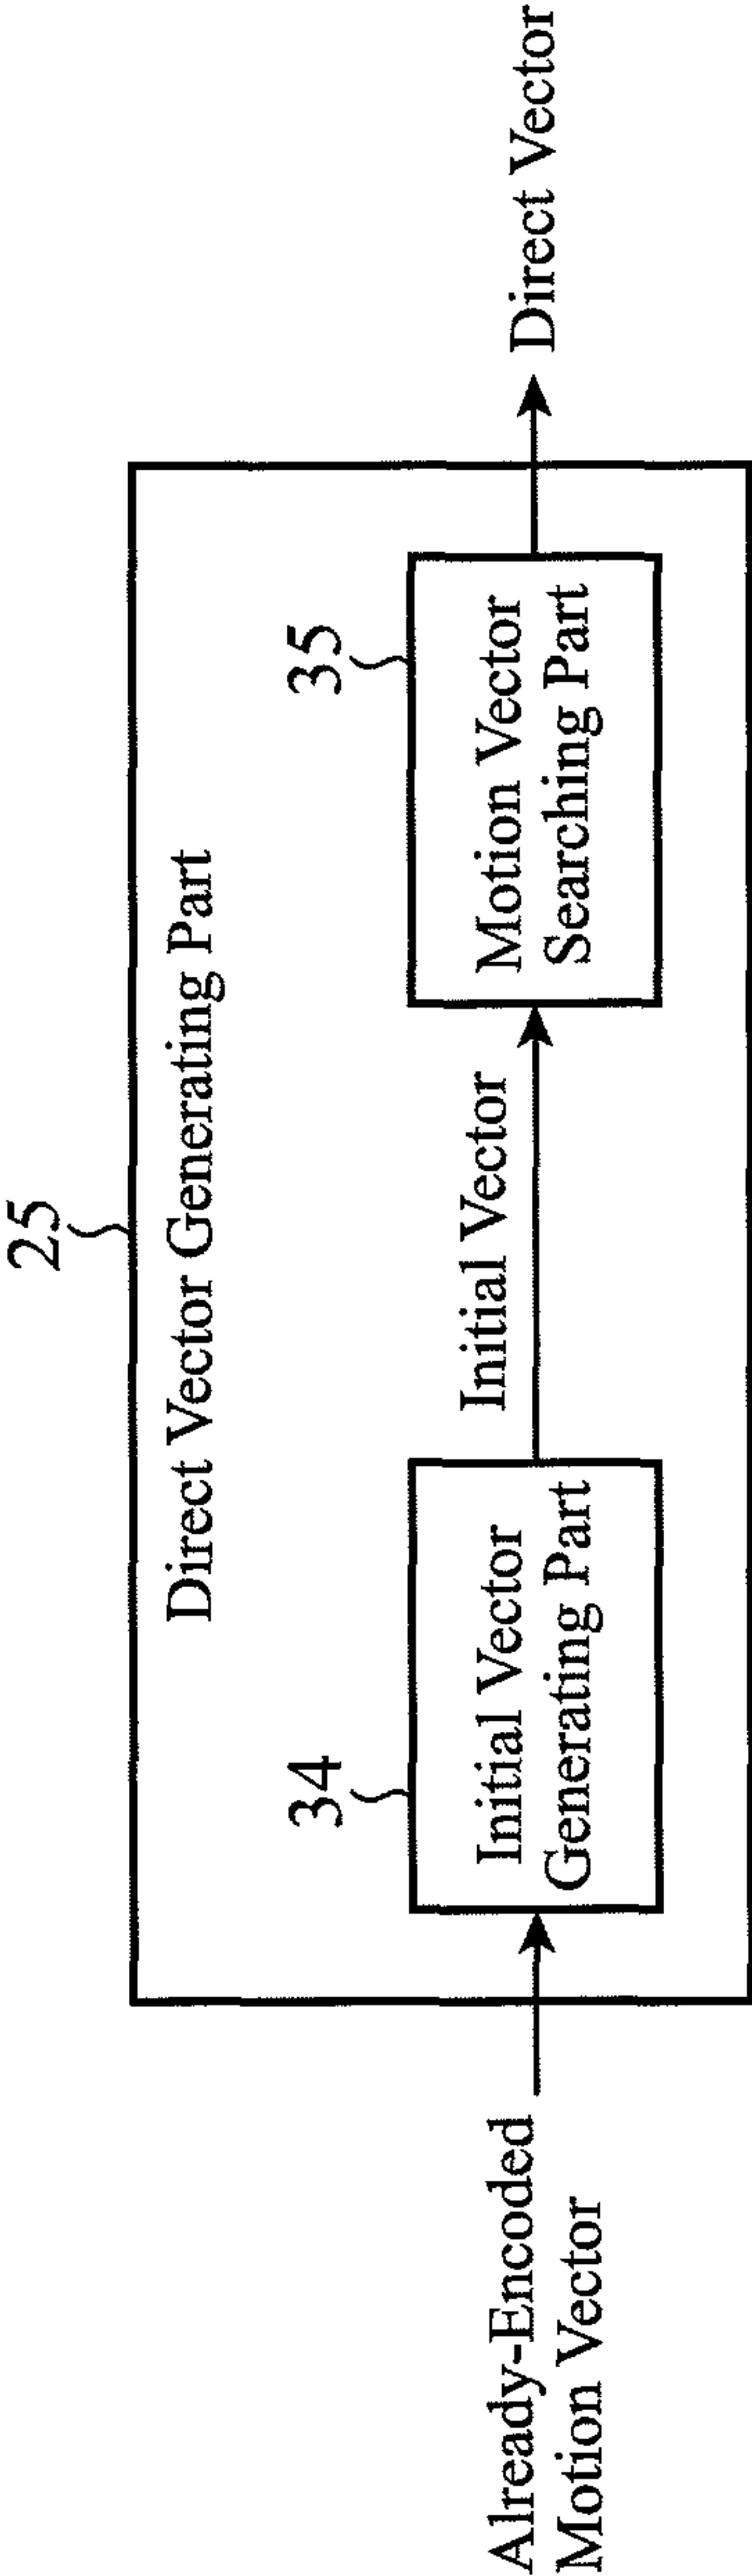 25
Direct Vector Generating Part
34
35
Already-Encoded
Motion Vector
Initial Vector
Generating Part
Initial Vector
Motion Vector
Searching Part
Direct Vector